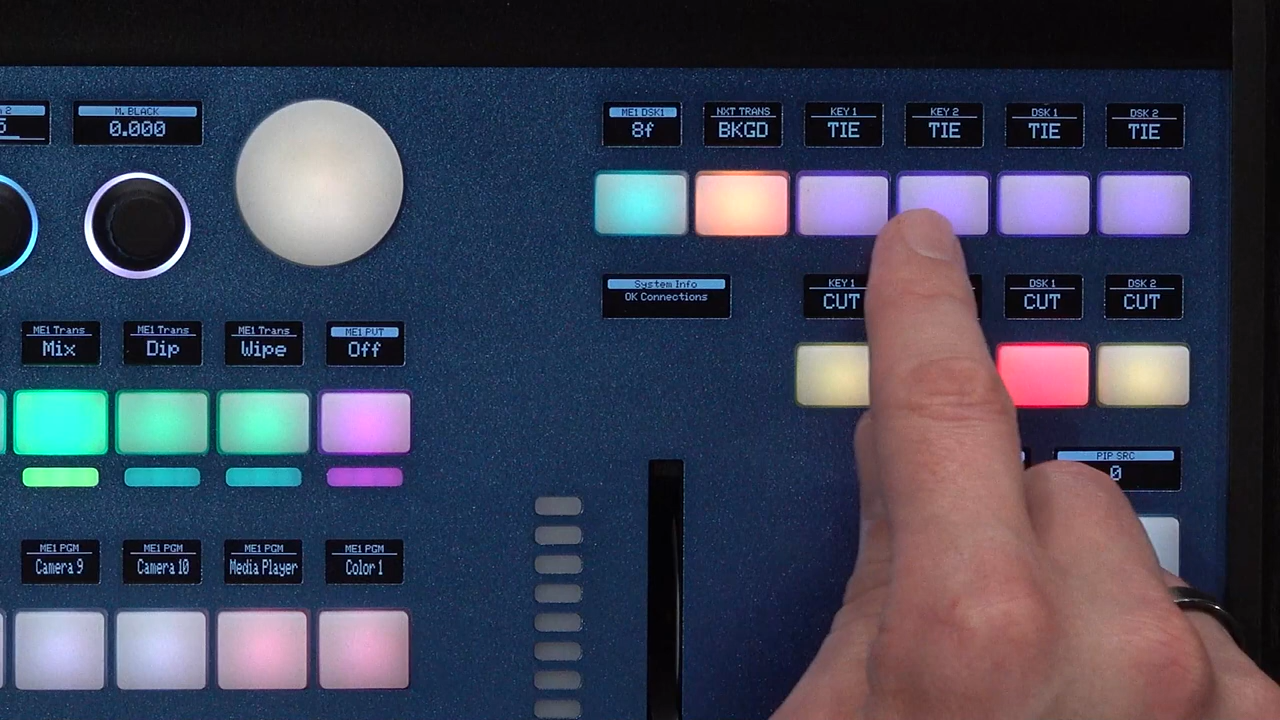 M. BLACK
0.000
ME1 DSK1
8f
NXT TRANS
BKGD
KEY 1
TIE
KEY 2
TIE
DSK 1
TIE
DSK 2
TIE
System Info
OK Connections
KEY 1
CUT
DSK 1
CUT
DSK 2
CUT
ME1 Trans
Mix
ME1 Trans
Dip
ME1 Trans
Wipe
ME1 PVT
Off
PIP SRC
0
ME1 PGM
Camera 9
ME1 PGM
Camera 10
ME1 PGM
Media Player
ME1 PGM
Color 1